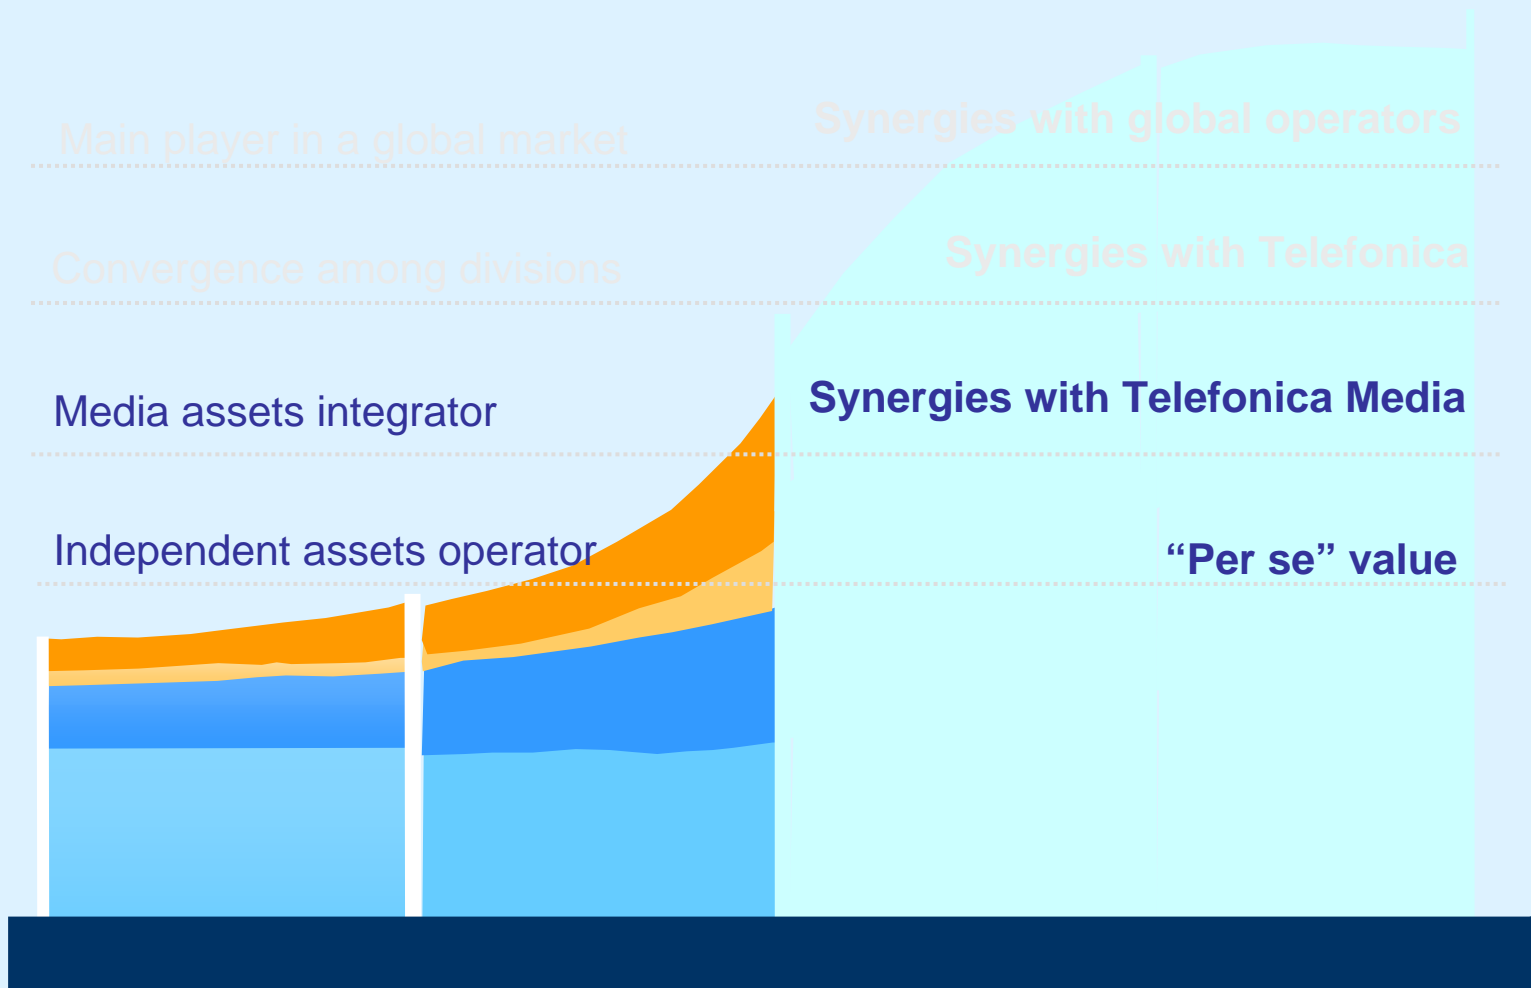 Main player in a global market
Synergies with global operators
Convergence among divisions
Synergies with Telefonica
Media assets integrator
Synergies with Telefonica Media
Independent assets operator
“Per se” value